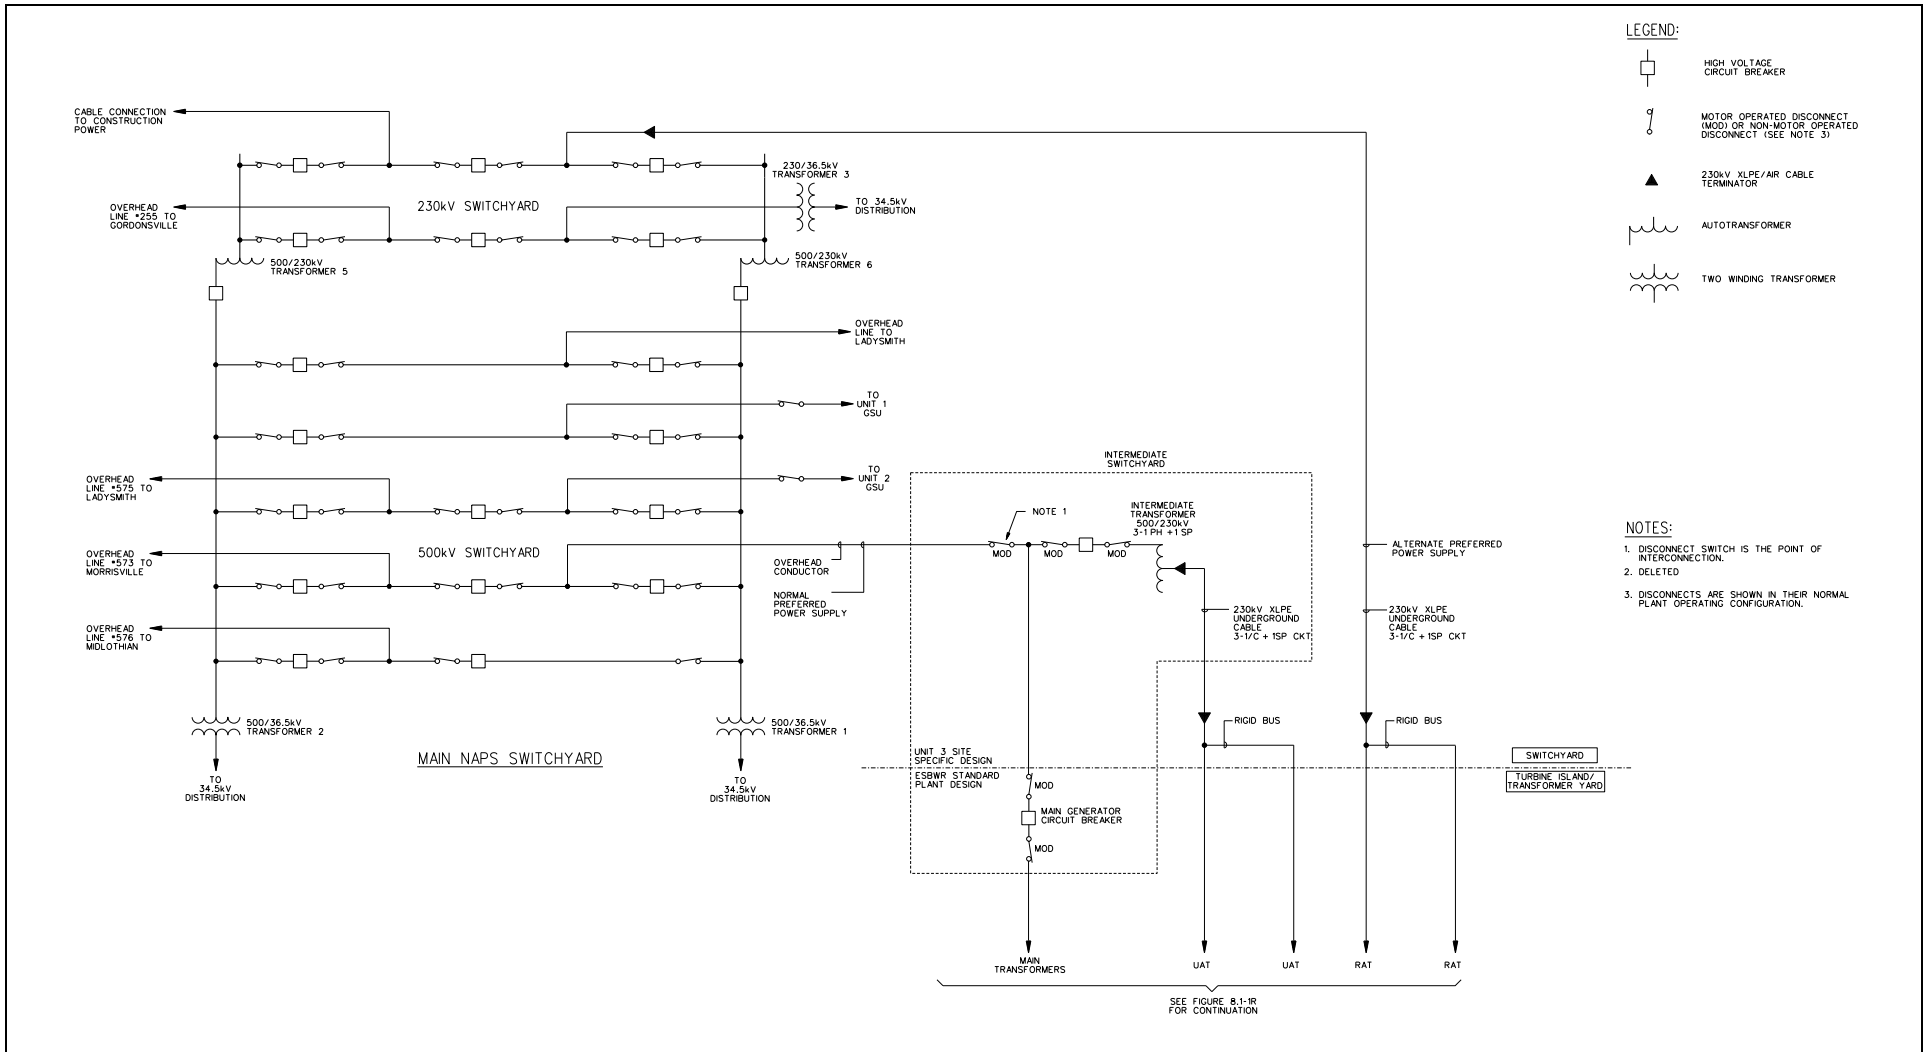 LEGEND:
HIGH VOLTAGE
CIRCUIT BREAKER
MOTOR OPERATED DISCONNECT
(MOD) OR NON-MOTOR OPERATED
DISCONNECT (SEE NOTE 3)
230kV XLPE/AIR CABLE
TERMINATOR
AUTOTRANSFORMER
TWO WINDING TRANSFORMER
CABLE CONNECTION
TO CONSTRUCTION
POWER
230/36.5kV
TRANSFORMER 3
OVERHEAD
LINE *255 TO
GORDONSVILLE
230kV SWITCHYARD
TO 34.5kV
DISTRIBUTION
500/230kV
TRANSFORMER 5
500/230kV
TRANSFORMER 6
OVERHEAD
LINE TO
LADYSMITH
TO
UNIT 1
GSU
OVERHEAD
LINE *575 TO
LADYSMITH
TO
UNIT 2
GSU
INTERMEDIATE
SWITCHYARD
NOTE 1
INTERMEDIATE
TRANSFORMER
500/230kV
3-1 PH +1 SP
MOD
MOD
MOD
OVERHEAD
LINE *573 TO
MORRISVILLE
500kV SWITCHYARD
OVERHEAD
CONDUCTOR
NORMAL
PREFERRED
POWER SUPPLY
ALTERNATE PREFERRED
POWER SUPPLY
230kV XLPE
UNDERGROUND
CABLE
3-1/C + 1SP CKT
230kV XLPE
UNDERGROUND
CABLE
3-1/C + 1SP CKT
NOTES:
1. DISCONNECT SWITCH IS THE POINT OF
INTERCONNECTION.
2. DELETED
3. DISCONNECTS ARE SHOWN IN THEIR NORMAL
PLANT OPERATING CONFIGURATION.
OVERHEAD
LINE *576 TO
MIDLOTHIAN
500/36.5kV
TRANSFORMER 2
500/36.5kV
TRANSFORMER 1
MAIN NAPS SWITCHYARD
TO
34.5kV
DISTRIBUTION
TO
34.5kV
DISTRIBUTION
RIGID BUS
RIGID BUS
UNIT 3 SITE
SPECIFIC DESIGN
ESBWR STANDARD
PLANT DESIGN
SWITCHYARD
TURBINE ISLAND/
TRANSFORMER YARD
MOD
MAIN GENERATOR
CIRCUIT BREAKER
MOD
MAIN
TRANSFORMERS
UAT
UAT
RAT
RAT
SEE FIGURE 8.1-1R
FOR CONTINUATION